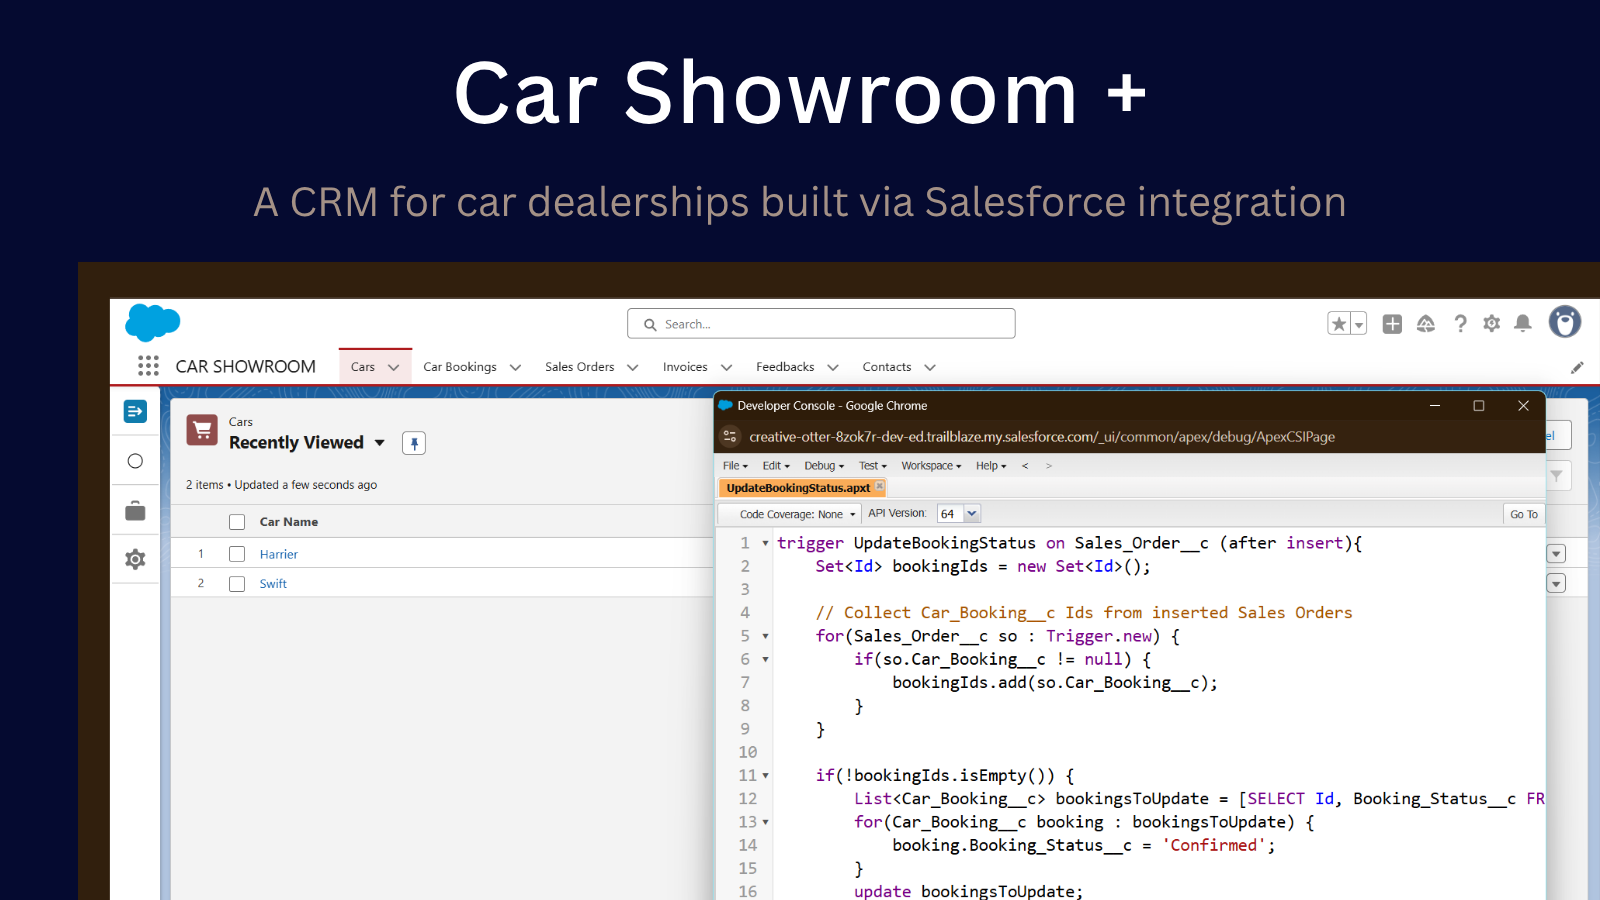 Car Showroom +
A CRM for car dealerships built via Salesforce integration
Search...
CAR SHOWROOM
Cars
Car Bookings
Sales Orders
Invoices
Feedbacks
Contacts
Cars
Recently Viewed
2 items • Updated a few seconds ago
Car Name
1 Harrier
2 Swift
el
Developer Console - Google Chrome
creative-otter-8zok7r-dev-ed.trailblaze.my.salesforce.com/_ui/common/apex/debug/ApexCSIPage
File Edit Debug Test Workspace Help < >
UpdateBookingStatus.apxt
Code Coverage: None API Version: 64 Go To
1 trigger UpdateBookingStatus on Sales_Order__c (after insert){
2 Set<Id> bookingIds = new Set<Id>();
3
4 // Collect Car_Booking__c Ids from inserted Sales Orders
5 for(Sales_Order__c so : Trigger.new) {
6 if(so.Car_Booking__c != null) {
7 bookingIds.add(so.Car_Booking__c);
8 }
9 }
10
11 if(!bookingIds.isEmpty()) {
12 List<Car_Booking__c> bookingsToUpdate = [SELECT Id, Booking_Status__c FR
13 for(Car_Booking__c booking : bookingsToUpdate) {
14 booking.Booking_Status__c = 'Confirmed';
15 }
16 update bookingsToUpdate;